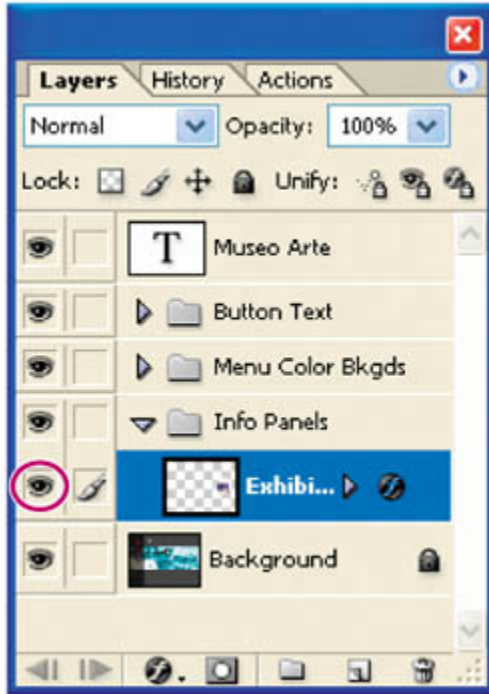 Layers History Actions
Normal Opacity: 100%
Lock: Unify:
T Museo Arte
Button Text
Menu Color Bkgds
Info Panels
Exhibi...
Background